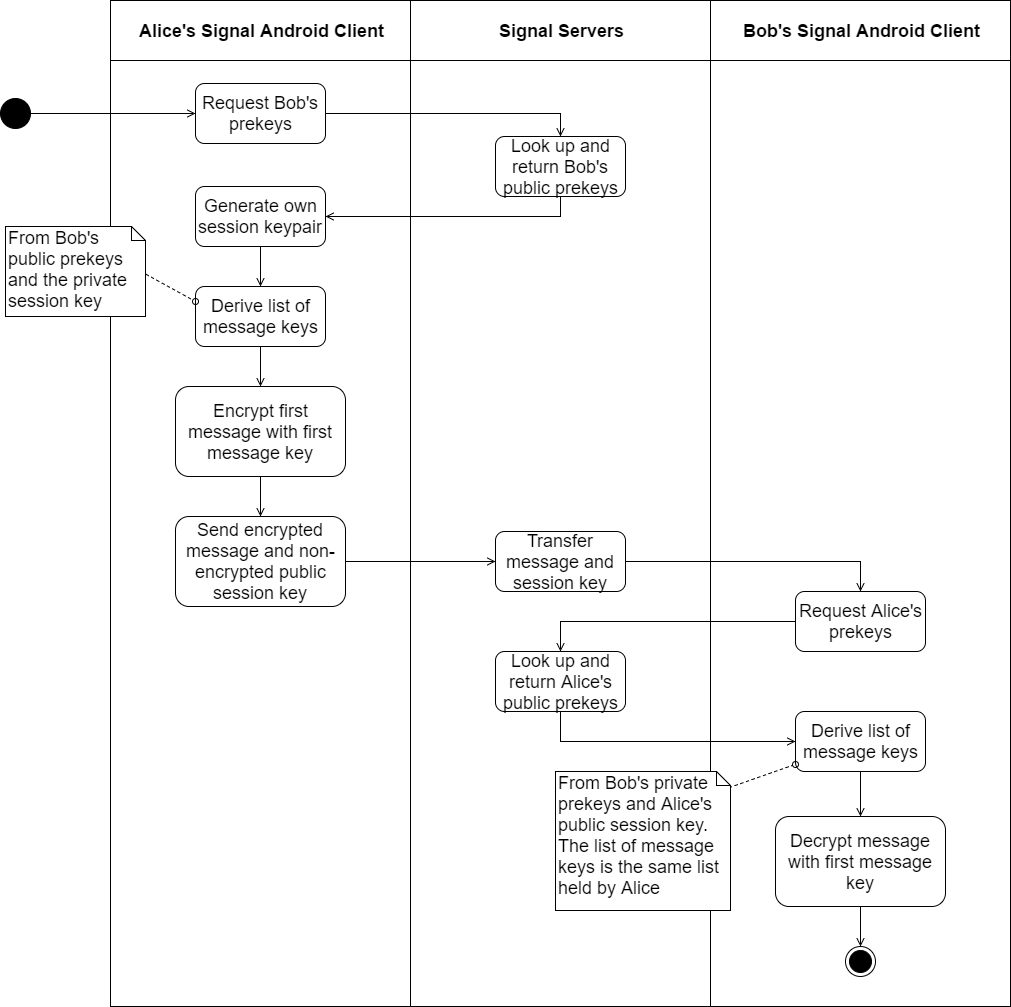 Alice's Signal Android Client
Signal Servers
Bob's Signal Android Client
Request Bob's
prekeys
Look up and
return Bob's
public prekeys
Generate own
session keypair
From Bob's
public prekeys
and the private
session key
Derive list of
message keys
Encrypt first
message with first
message key
Send encrypted
message and non-
encrypted public
session key
Transfer
message and
session key
Request Alice's
prekeys
Look up and
return Alice's
public prekeys
Derive list of
message keys
From Bob's private
prekeys and Alice's
public session key.
The list of message
keys is the same list
held by Alice
Decrypt message
with first message
key